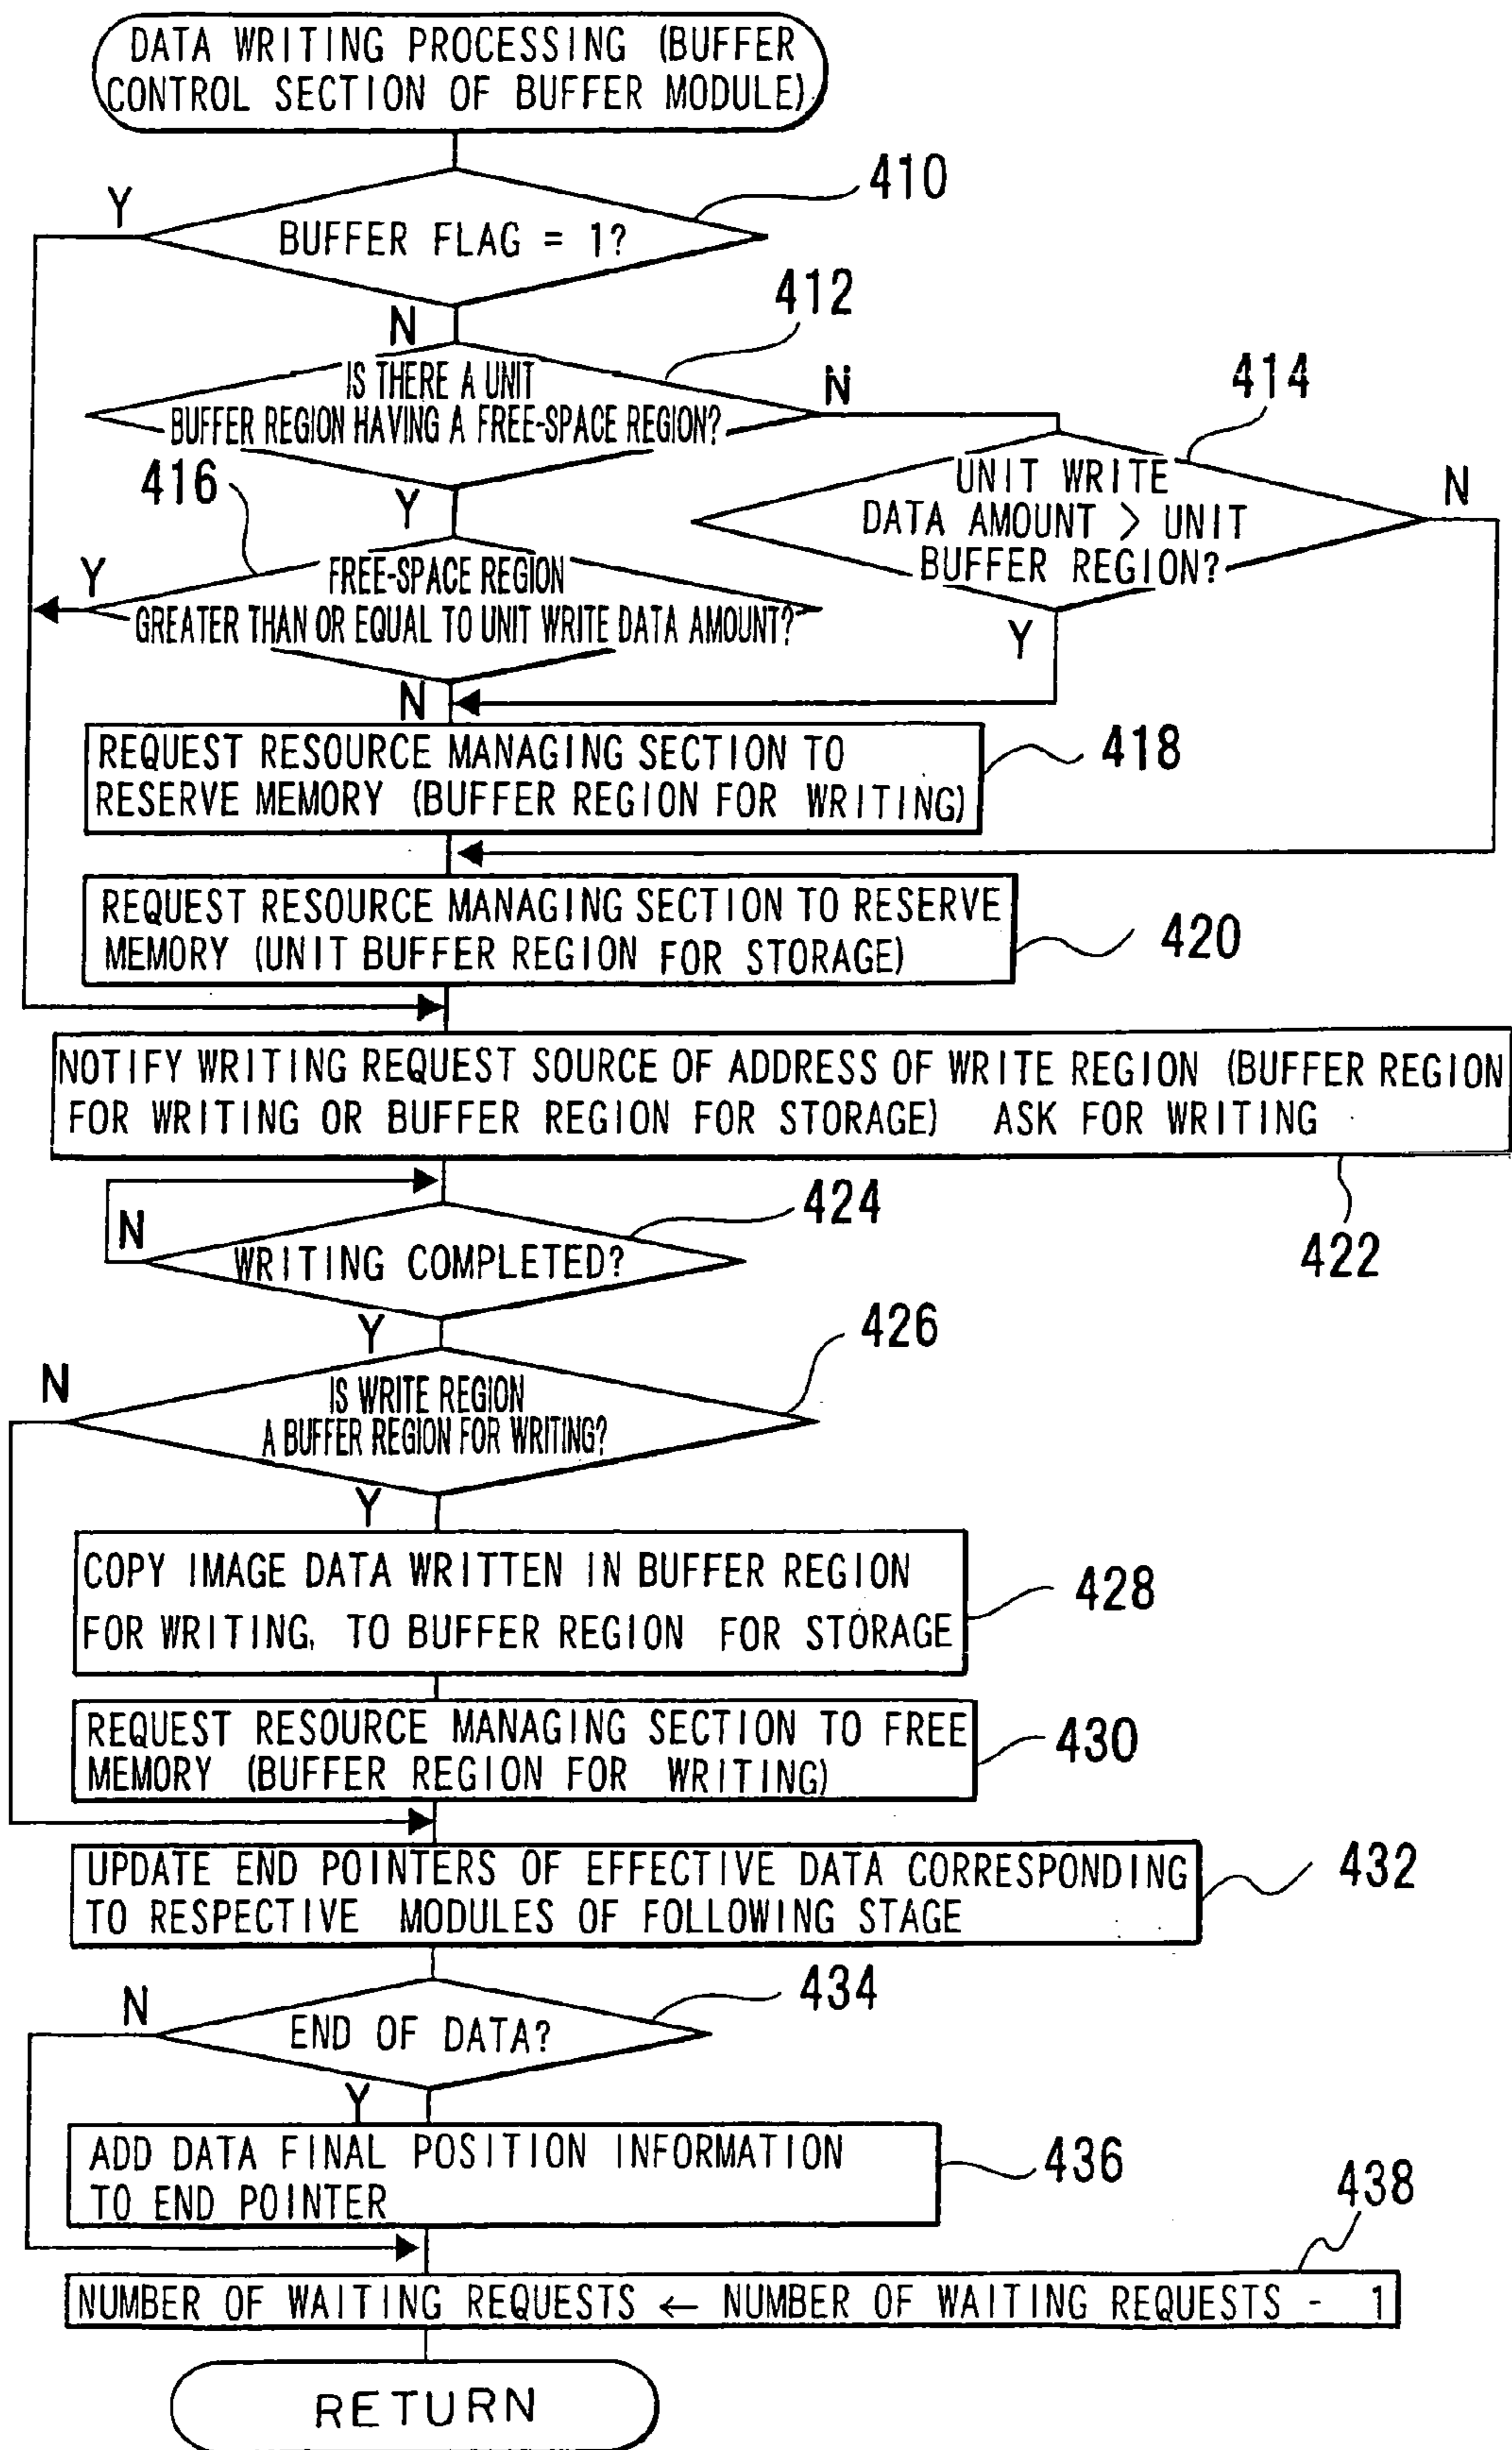 DATA WRITING PROCESSING (BUFFER
CONTROL SECTION OF BUFFER MODULE)
410
Y
BUFFER FLAG = 1?
412
N
IS THERE A UNIT
N
414
BUFFER REGION HAVING A FREE-SPACE REGION?
416
Y
UNIT WRITE
N
DATA AMOUNT > UNIT
BUFFER REGION?
Y
FREE-SPACE REGION
GREATER THAN OR EQUAL TO UNIT WRITE DATA AMOUNT?
Y
N
REQUEST RESOURCE MANAGING SECTION TO
418
RESERVE MEMORY (BUFFER REGION FOR WRITING)
REQUEST RESOURCE MANAGING SECTION TO RESERVE
MEMORY (UNIT BUFFER REGION FOR STORAGE)
420
NOTIFY WRITING REQUEST SOURCE OF ADDRESS OF WRITE REGION (BUFFER REGION
FOR WRITING OR BUFFER REGION FOR STORAGE) ASK FOR WRITING
424
N
WRITING COMPLETED?
422
Y
426
N
IS WRITE REGION
A BUFFER REGION FOR WRITING?
Y
COPY IMAGE DATA WRITTEN IN BUFFER REGION
428
FOR WRITING, TO BUFFER REGION FOR STORAGE
REQUEST RESOURCE MANAGING SECTION TO FREE
430
MEMORY (BUFFER REGION FOR WRITING)
UPDATE END POINTERS OF EFFECTIVE DATA CORRESPONDING
432
TO RESPECTIVE MODULES OF FOLLOWING STAGE
434
N
END OF DATA?
Y
ADD DATA FINAL POSITION INFORMATION
436
TO END POINTER
438
NUMBER OF WAITING REQUESTS ← NUMBER OF WAITING REQUESTS - 1
RETURN